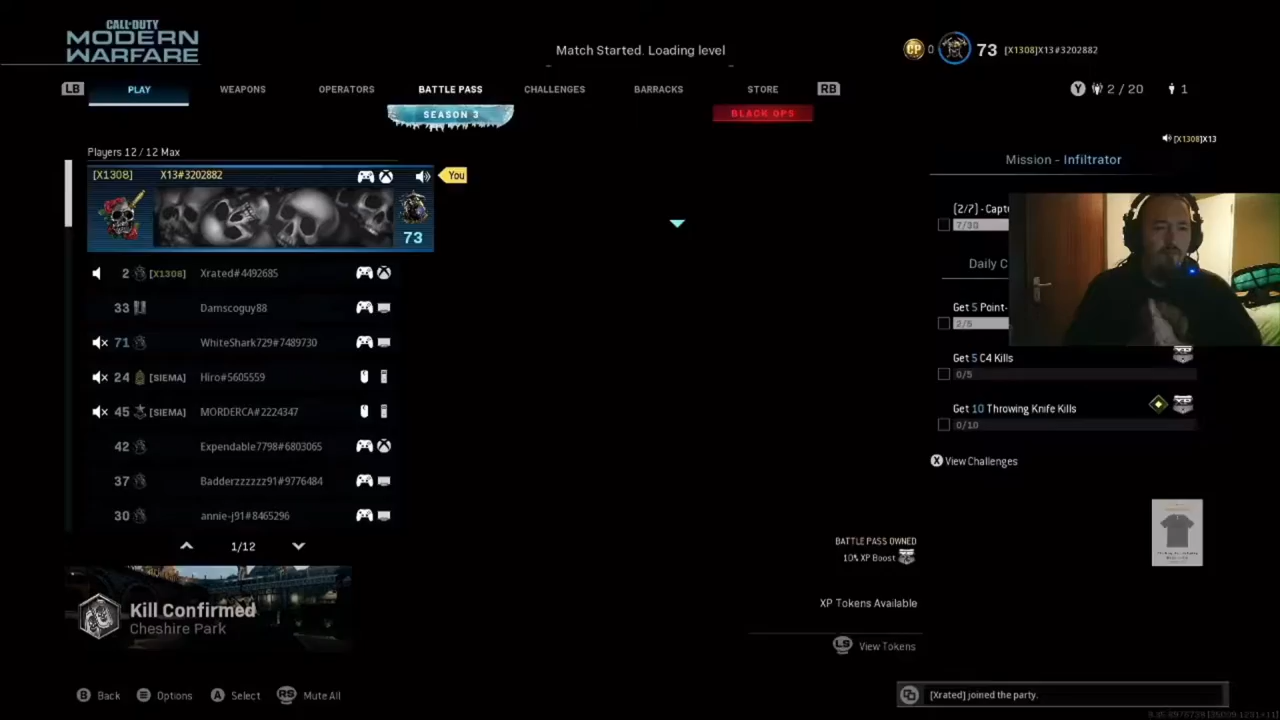 CALL OF DUTY
MODERN
WARFARE
Match Started. Loading level
CP 0 73 [X1308]X13#3202882
LB PLAY WEAPONS OPERATORS BATTLE PASS CHALLENGES BARRACKS STORE RB
SEASON 3 BLACK OPS
Y 2 / 20 1
[X1308]X13
Players 12 / 12 Max
[X1308] X13#3202882 You
73
2 [X1308] Xrated#4492685
33 Damscoguy88
71 WhiteShark729#7489730
24 [SIEMA] Hiro#5605559
45 [SIEMA] MORDERCA#2224347
42 Expendable7798#6803065
37 Badderzzzzzz91#9776484
30 annie-j91#8465296
1/12
Kill Confirmed
Cheshire Park
B Back Options A Select RS Mute All
Mission - Infiltrator
[2/7] - Captu
7/30
Daily C
Get 5 Point-
2/5
Get 5 C4 Kills
0/5
Get 10 Throwing Knife Kills
0/10
X View Challenges
BATTLE PASS OWNED
10% XP Boost
XP Tokens Available
LS View Tokens
[Xrated] joined the party.